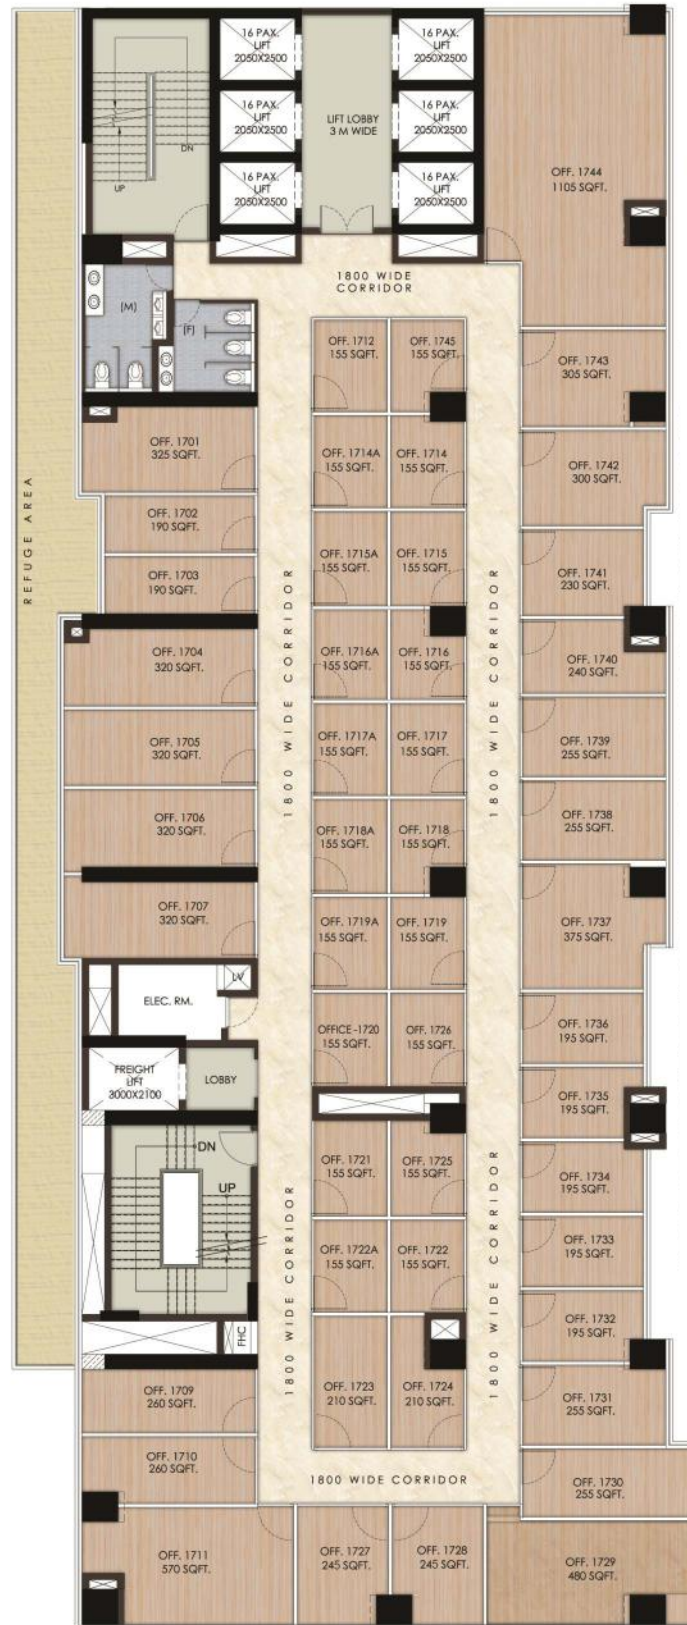 16 PAX.
LIFT
2050X2500
16 PAX.
LIFT
2050X2500
16 PAX.
LIFT
2050X2500
LIFT LOBBY
3 M WIDE
16 PAX.
LIFT
2050X2500
16 PAX.
LIFT
2050X2500
16 PAX.
LIFT
2050X2500
DN
UP
OFF. 1744
1105 SQFT.
1800 WIDE
CORRIDOR
(M)
(F)
REFUGE AREA
OFF. 1701
325 SQFT.
OFF. 1702
190 SQFT.
OFF. 1703
190 SQFT.
OFF. 1704
320 SQFT.
OFF. 1705
320 SQFT.
OFF. 1706
320 SQFT.
OFF. 1707
320 SQFT.
LV
ELEC. RM.
FREIGHT
LIFT
3000X2100
LOBBY
DN
UP
FHC
OFF. 1709
260 SQFT.
OFF. 1710
260 SQFT.
OFF. 1711
570 SQFT.
1800 WIDE CORRIDOR
1800 WIDE CORRIDOR
OFF. 1712
155 SQFT.
OFF. 1745
155 SQFT.
OFF. 1714A
155 SQFT.
OFF. 1714
155 SQFT.
OFF. 1715A
155 SQFT.
OFF. 1715
155 SQFT.
OFF. 1716A
155 SQFT.
OFF. 1716
155 SQFT.
OFF. 1717A
155 SQFT.
OFF. 1717
155 SQFT.
OFF. 1718A
155 SQFT.
OFF. 1718
155 SQFT.
OFF. 1719A
155 SQFT.
OFF. 1719
155 SQFT.
OFFICE-1720
155 SQFT.
OFF. 1726
155 SQFT.
OFF. 1721
155 SQFT.
OFF. 1725
155 SQFT.
OFF. 1722A
155 SQFT.
OFF. 1722
155 SQFT.
OFF. 1723
210 SQFT.
OFF. 1724
210 SQFT.
1800 WIDE CORRIDOR
1800 WIDE CORRIDOR
1800 WIDE CORRIDOR
OFF. 1743
305 SQFT.
OFF. 1742
300 SQFT.
OFF. 1741
230 SQFT.
OFF. 1740
240 SQFT.
OFF. 1739
255 SQFT.
OFF. 1738
255 SQFT.
OFF. 1737
375 SQFT.
OFF. 1736
195 SQFT.
OFF. 1735
195 SQFT.
OFF. 1734
195 SQFT.
OFF. 1733
195 SQFT.
OFF. 1732
195 SQFT.
OFF. 1731
255 SQFT.
OFF. 1730
255 SQFT.
OFF. 1727
245 SQFT.
OFF. 1728
245 SQFT.
OFF. 1729
480 SQFT.